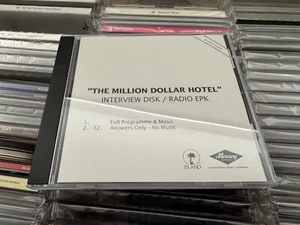 "THE MILLION DOLLAR HOTEL"
INTERVIEW DISK / RADIO EPK
1. Full Programme & Music
2. - 12. Answers Only - No Music
ISLAND
Mercury